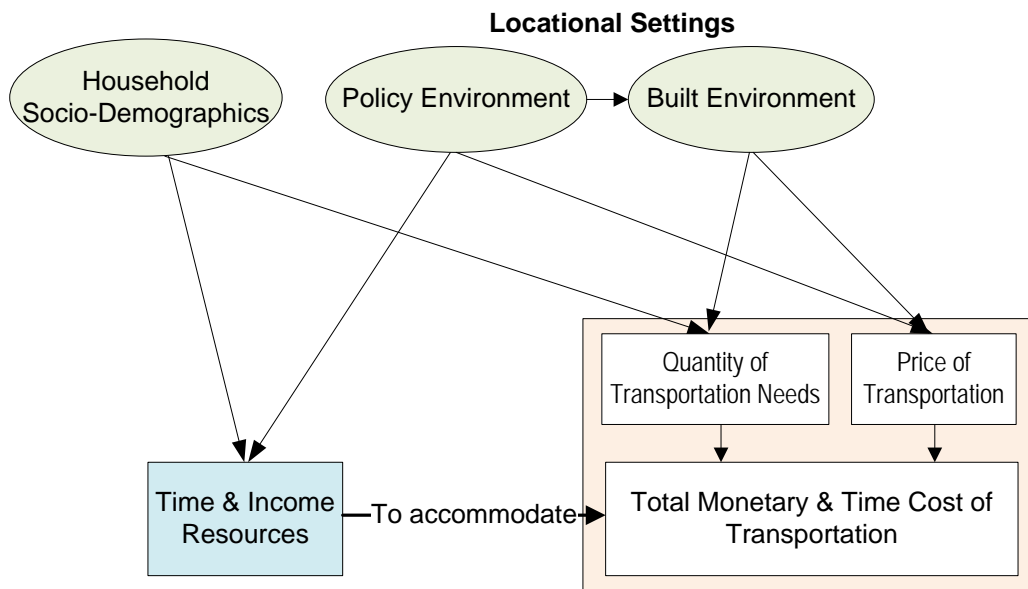 Locational Settings
Household
Socio-Demographics
Policy Environment
Built Environment
Quantity of
Transportation Needs
Price of
Transportation
Time & Income
Resources
To accommodate
Total Monetary & Time Cost of
Transportation